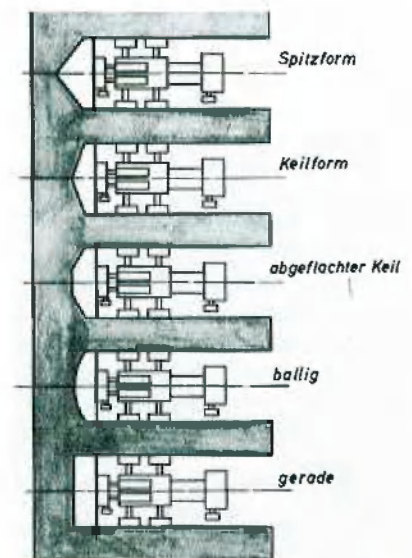 Spitzform
Keilform
abgeflachter Keil
ballig
gerade